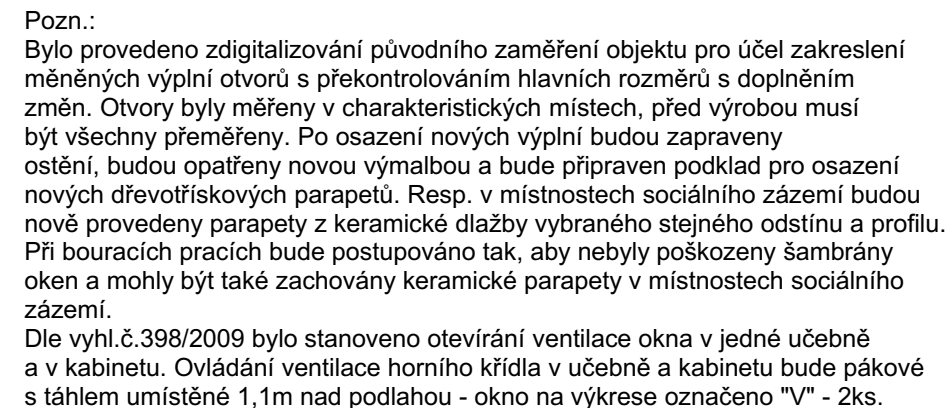 Pozn.:
Bylo provedeno zdigitalizování původního zaměření objektu pro účel zakreslení
měněných výplní otvorů s překontrolováním hlavních rozměrů s doplněním
změn. Otvory byly měřeny v charakteristických místech, před výrobou musí
být všechny přeměřeny. Po osazení nových výplní budou zapraveny
ostění, budou opatřeny novou výmalbou a bude připraven podklad pro osazení
nových dřevotřískových parapetů. Resp. v místnostech sociálního zázemí budou
nově provedeny parapety z keramické dlažby vybraného stejného odstínu a profilu.
Při bouracích pracích bude postupováno tak, aby nebyly poškozeny šambrány
oken a mohly být také zachovány keramické parapety v místnostech sociálního
zázemí.
Dle vyhl.č.398/2009 bylo stanoveno otevírání ventilace okna v jedné učebně
a v kabinetu. Ovládání ventilace horního křídla v učebně a kabinetu bude pákové
s táhlem umístěné 1,1m nad podlahou - okno na výkrese označeno "V" - 2ks.